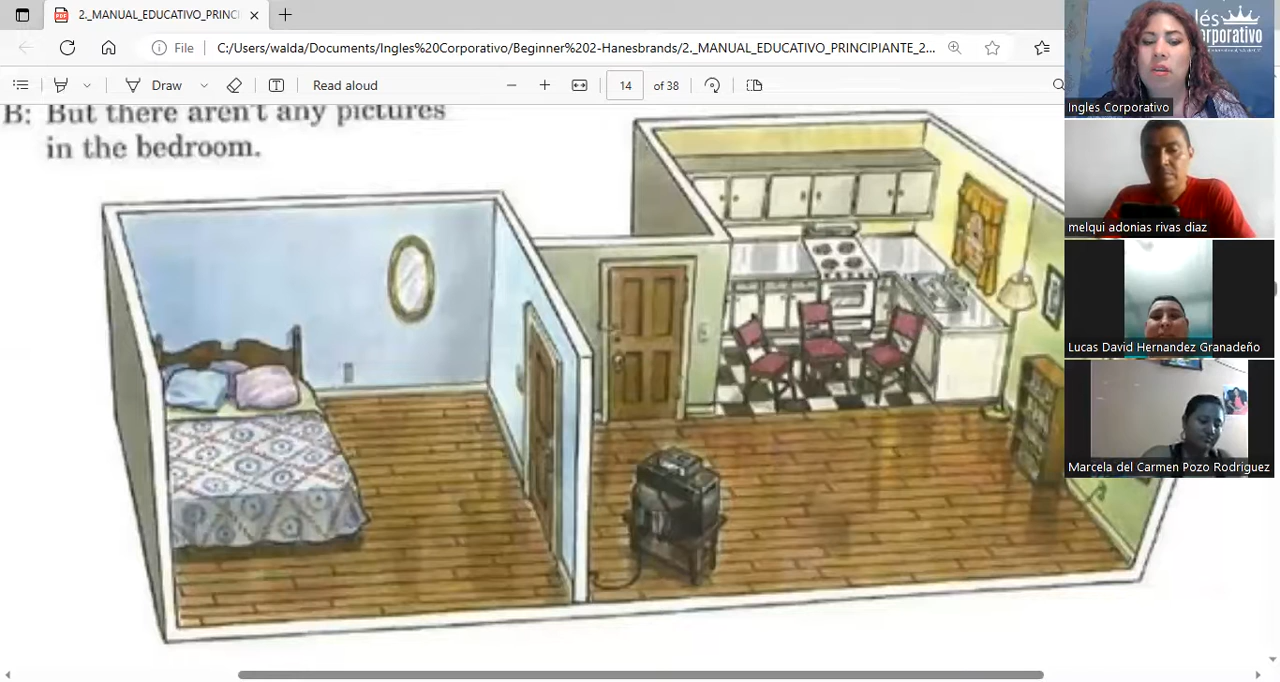 2._MANUAL_EDUCATIVO_PRINCI
File
C:/Users/walda/Documents/Ingles%20Corporativo/Beginner%202-Hanesbrands/2._MANUAL_EDUCATIVO_PRINCIPIANTE_2...
Draw
Read aloud
14 of 38
B: But there aren't any pictures
in the bedroom.
lés
orporativo
Ingles Corporativo
melqui adonias rivas diaz
Lucas David Hernandez Granadeño
Marcela del Carmen Pozo Rodriguez